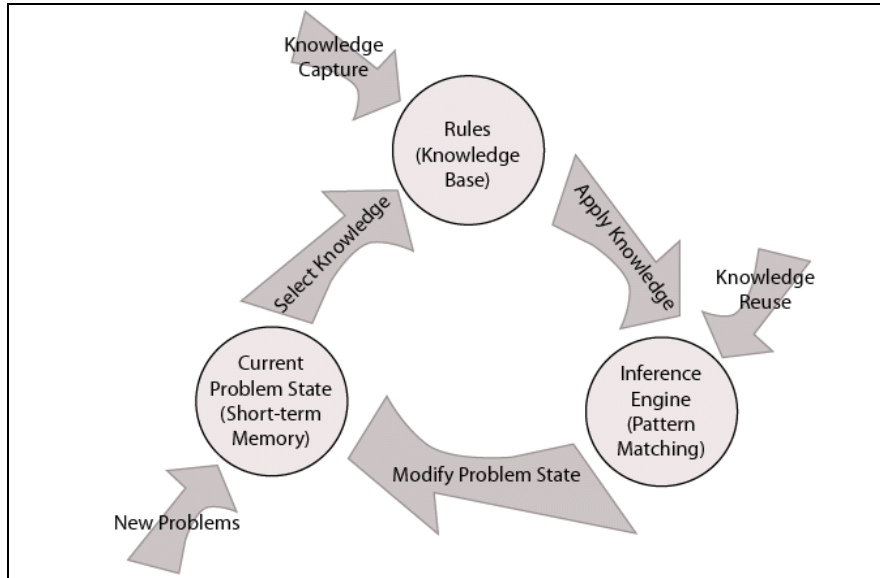 Knowledge
Capture
Rules
(Knowledge
Base)
Select Knowledge
Apply Knowledge
Knowledge
Reuse
Current
Problem State
(Short-term
Memory)
Inference
Engine
(Pattern
Matching)
Modify Problem State
New Problems